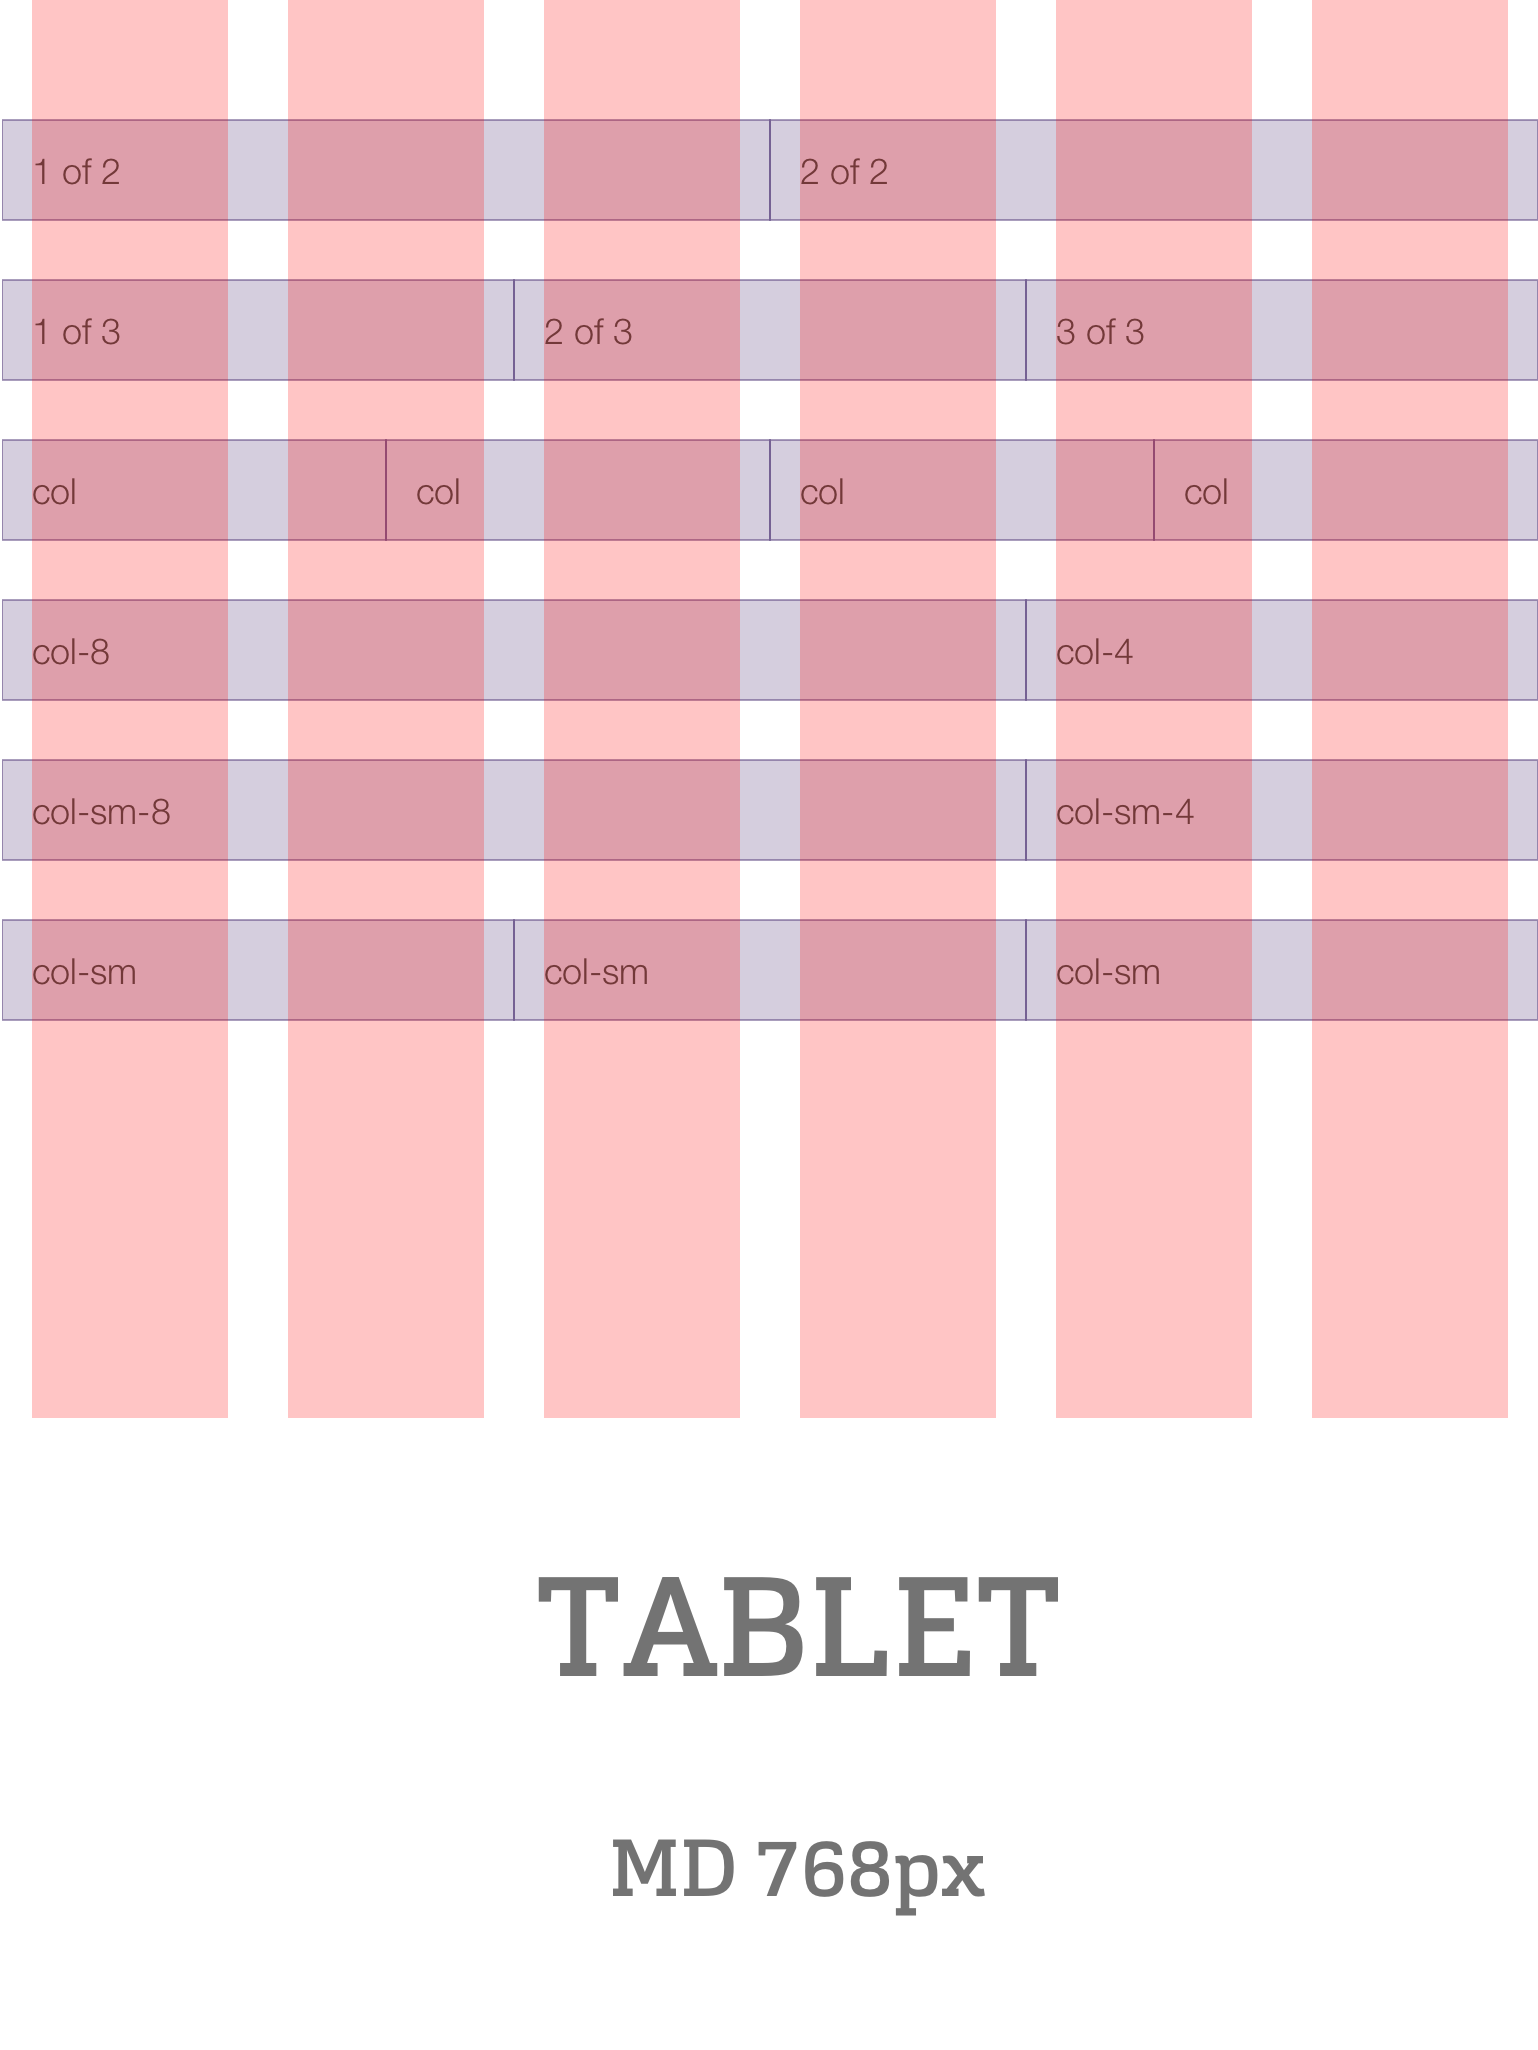 1 of 2 2 of 2
1 of 3 2 of 3 3 of 3
col col col col
col-8 col-4
col-sm-8 col-sm-4
col-sm col-sm col-sm
TABLET
MD 768px